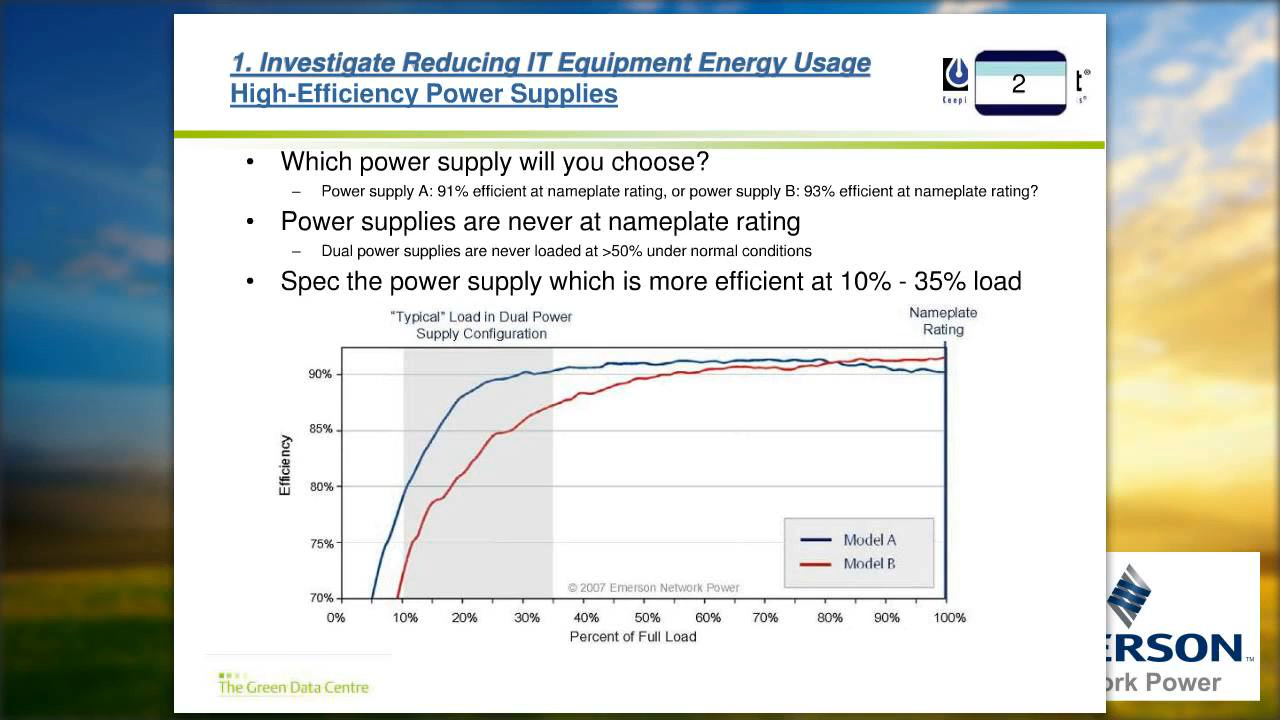 1. Investigate Reducing IT Equipment Energy Usage
High-Efficiency Power Supplies
2
Keepi
s®
• Which power supply will you choose?
– Power supply A: 91% efficient at nameplate rating, or power supply B: 93% efficient at nameplate rating?
• Power supplies are never at nameplate rating
– Dual power supplies are never loaded at >50% under normal conditions
• Spec the power supply which is more efficient at 10% - 35% load
"Typical" Load in Dual Power
Supply Configuration
Nameplate
Rating
90%
85%
80%
75%
70%
Efficiency
Model A
Model B
© 2007 Emerson Network Power
0% 10% 20% 30% 40% 50% 60% 70% 80% 90% 100%
Percent of Full Load
The Green Data Centre
ERSON™
ork Power